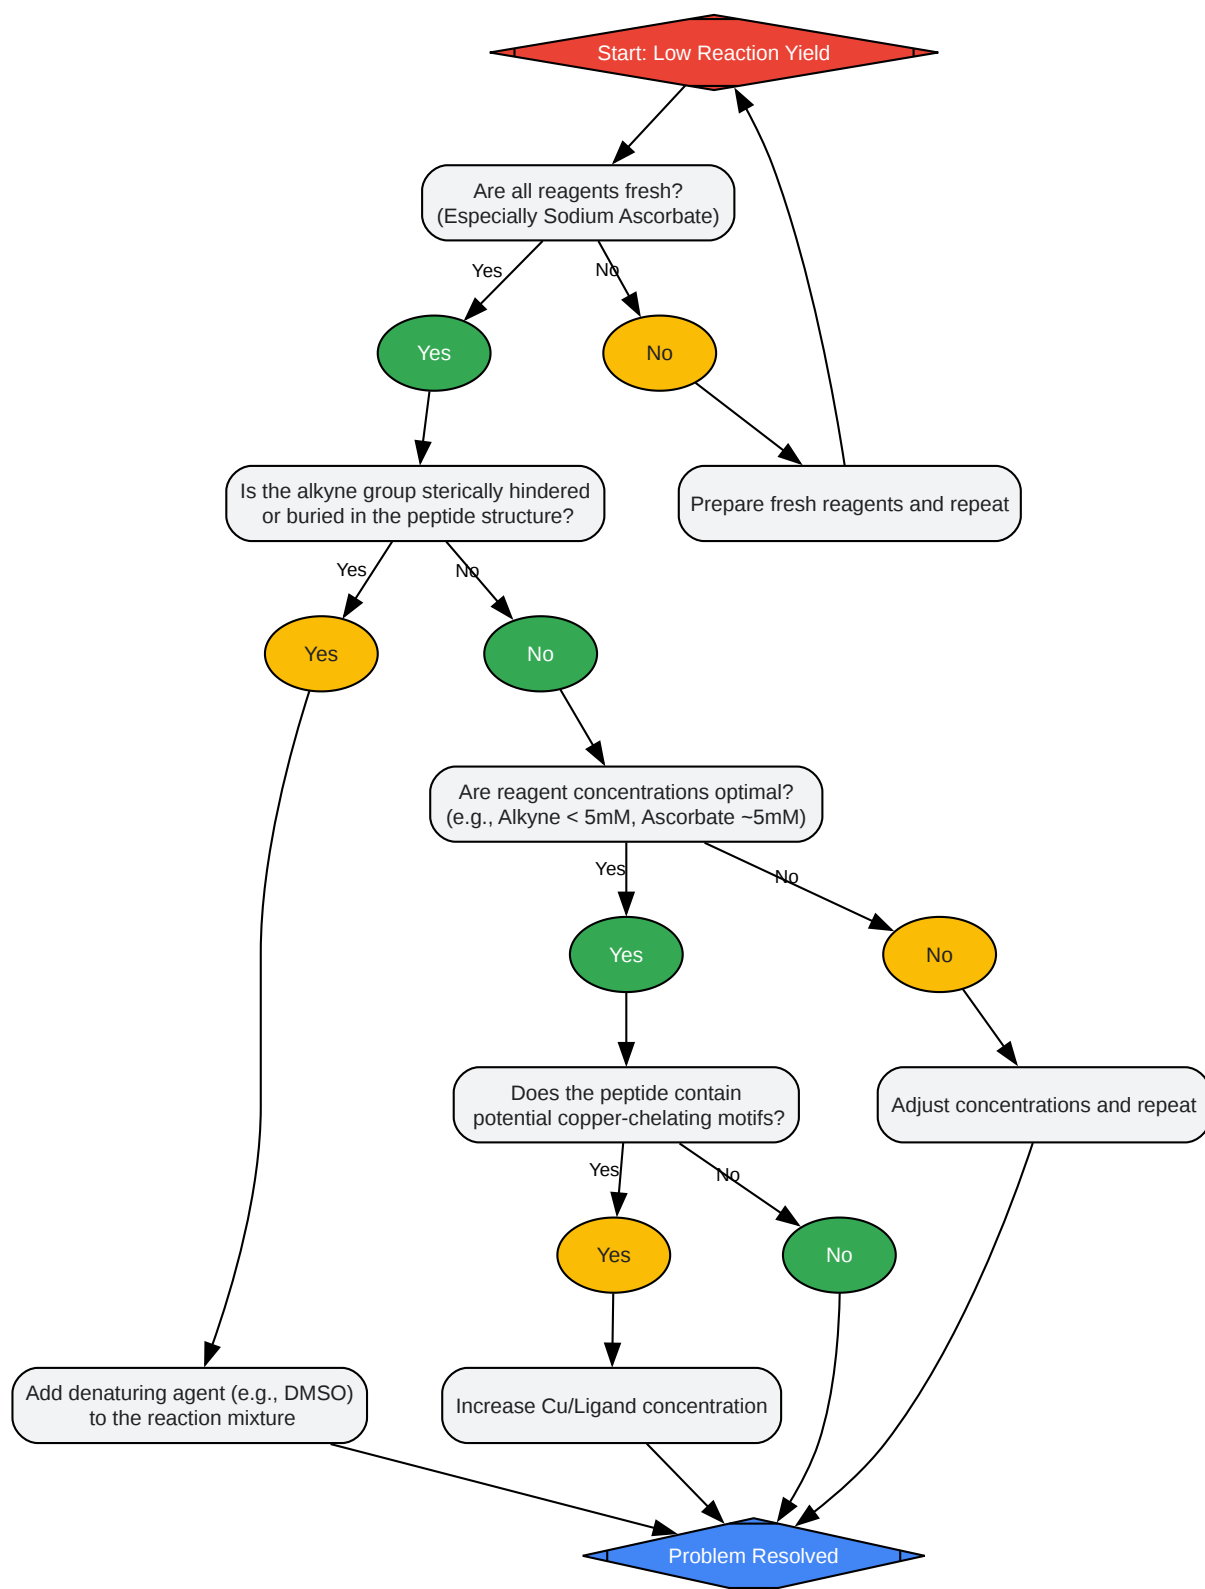 Start: Low Reaction Yield
Are all reagents fresh?
(Especially Sodium Ascorbate)
Yes
No
Yes
No
Is the alkyne group sterically hindered
or buried in the peptide structure?
Prepare fresh reagents and repeat
Yes
No
Yes
No
Are reagent concentrations optimal?
(e.g., Alkyne < 5mM, Ascorbate ~5mM)
Yes
No
Yes
No
Does the peptide contain
potential copper-chelating motifs?
Adjust concentrations and repeat
Yes
No
Yes
No
Add denaturing agent (e.g., DMSO)
to the reaction mixture
Increase Cu/Ligand concentration
Problem Resolved